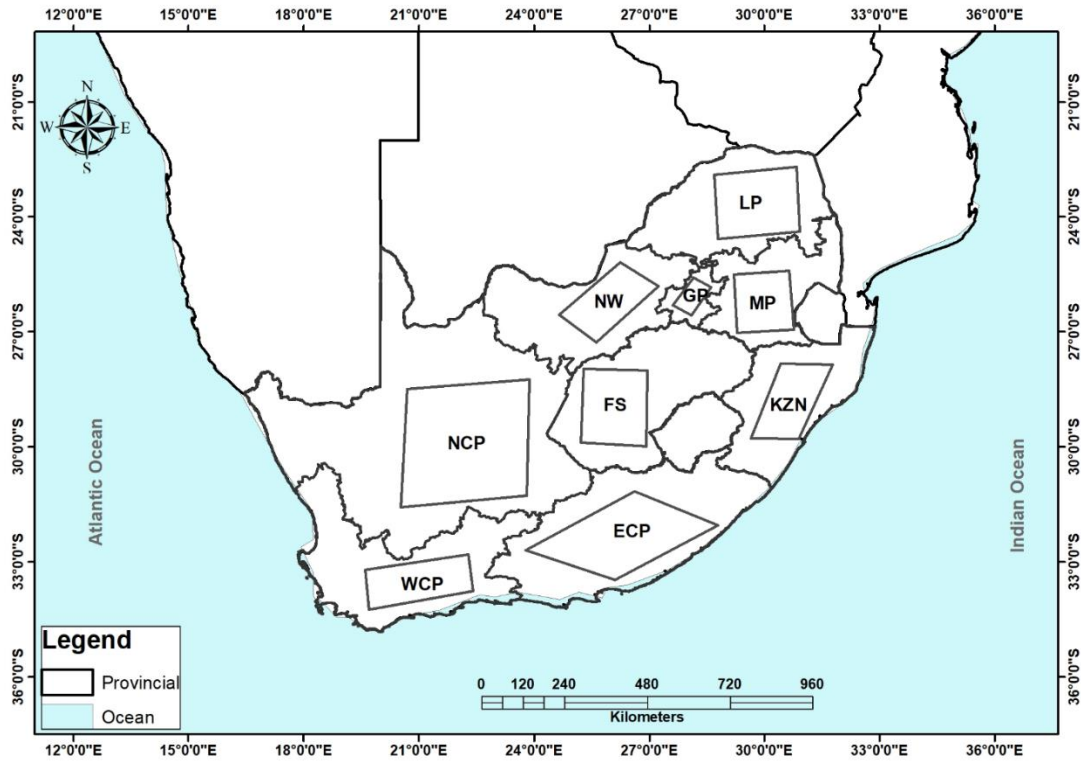 12°0'0"E 15°0'0"E 18°0'0"E 21°0'0"E 24°0'0"E 27°0'0"E 30°0'0"E 33°0'0"E 36°0'0"E
21°0'0"S 21°0'0"S
N
W E
S
24°0'0"S LP 24°0'0"S
NW GP MP
27°0'0"S 27°0'0"S
FS KZN
NCP
30°0'0"S 30°0'0"S
Atlantic Ocean Indian Ocean
ECP
33°0'0"S WCP 33°0'0"S
Legend
Provincial
Ocean
36°0'0"S 36°0'0"S
0 120 240 480 720 960
Kilometers
12°0'0"E 15°0'0"E 18°0'0"E 21°0'0"E 24°0'0"E 27°0'0"E 30°0'0"E 33°0'0"E 36°0'0"E